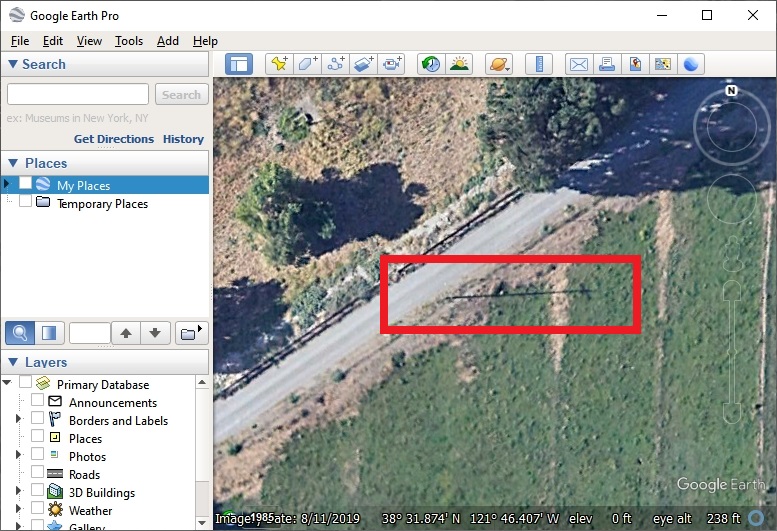 Google Earth Pro
File Edit View Tools Add Help
Search
Search
ex: Museums in New York, NY
Get Directions History
Places
My Places
Temporary Places
Layers
Primary Database
Announcements
Borders and Labels
Places
Photos
Roads
3D Buildings
Weather
Gallery
N
Google Earth
1985
Imagery Date: 8/11/2019 38° 31.874' N 121° 46.407' W elev 0 ft eye alt 238 ft